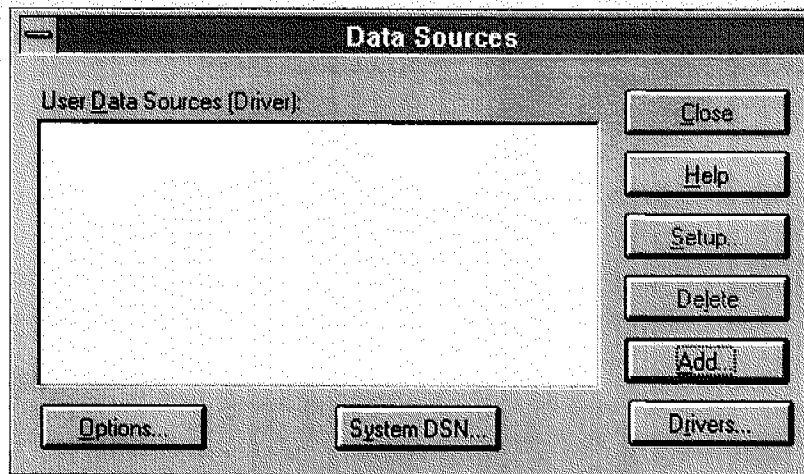 Data Sources
User Data Sources (Driver):
Close
Help
Setup...
Delete
Add...
Options...
System DSN...
Drivers...